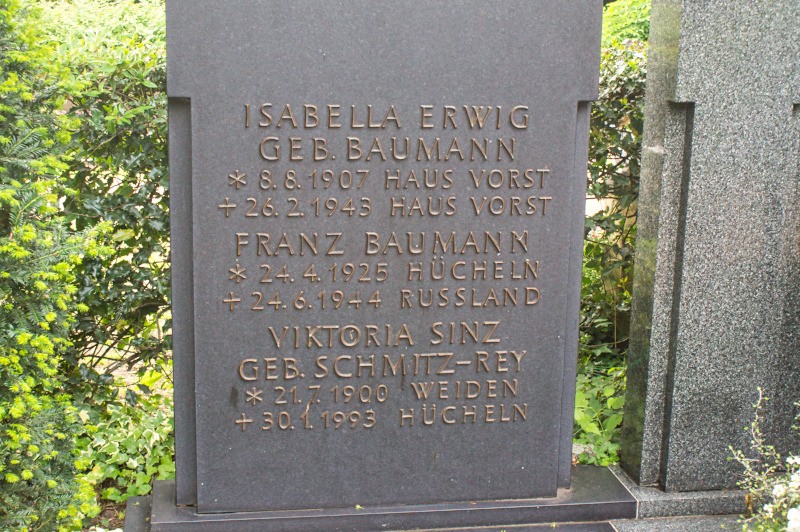 ISABELLA ERWIG
GEB. BAUMANN
* 8.8.1907 HAUS VORST
+ 26.2.1943 HAUS VORST
FRANZ BAUMANN
* 24.4.1925 HÜCHELN
+ 24.6.1944 RUSSLAND
VIKTORIA SINZ
GEB. SCHMITZ-REY
* 21.7.1900 WEIDEN
+ 30.1.1993 HÜCHELN